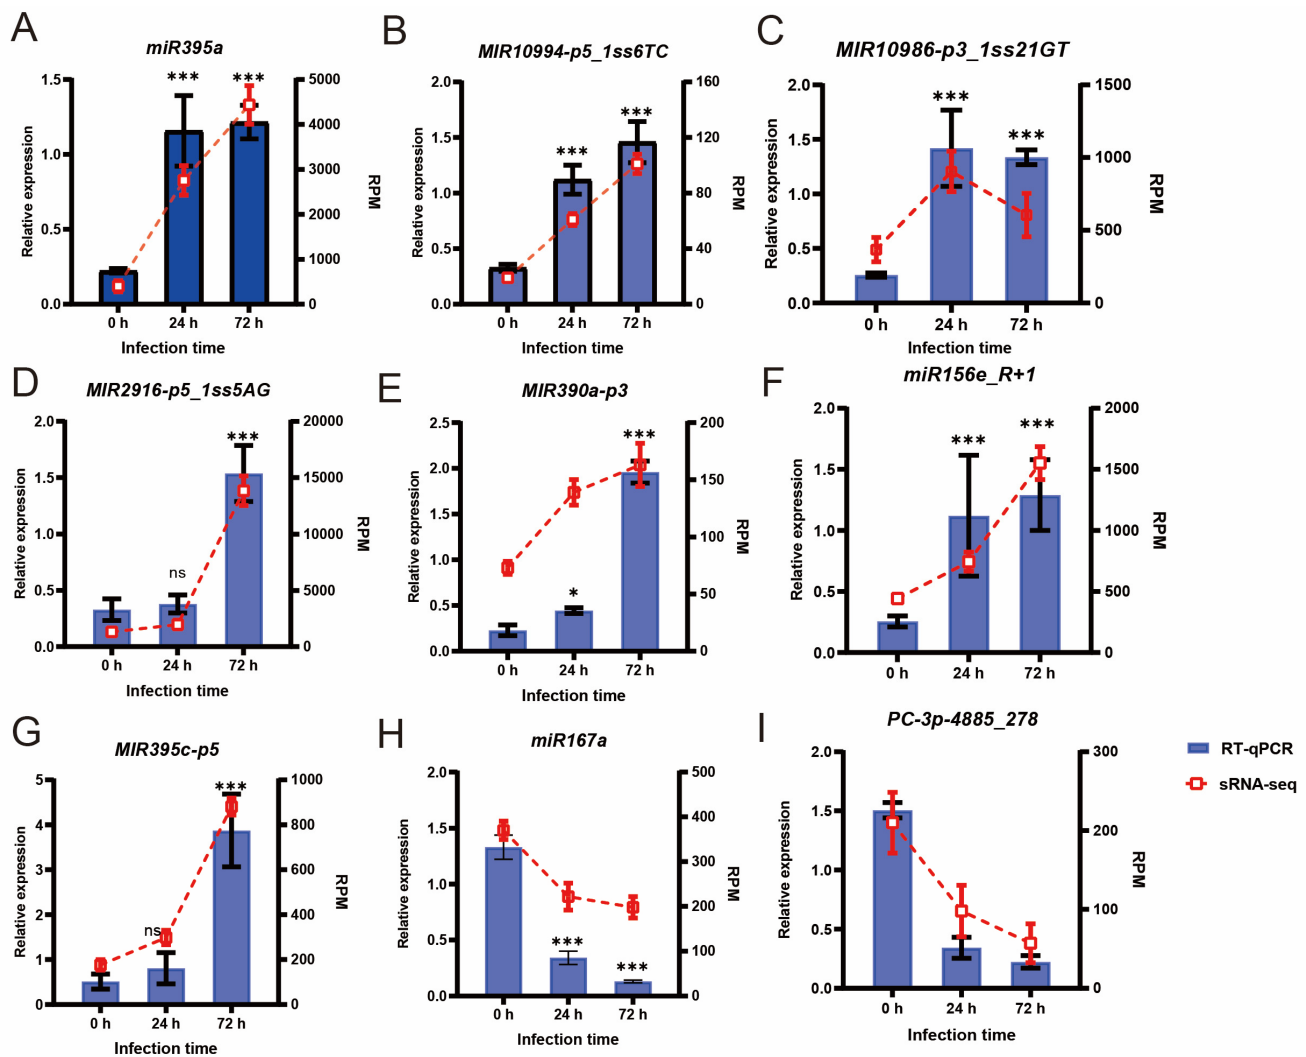 A
miR395a
*** ***
1.5
1.0
0.5
0.0
Relative expression
5000
4000
3000
2000
1000
0
RPM
0 h 24 h 72 h
Infection time
B
MIR10994-p5_1ss6TC
***
***
2.0
1.5
1.0
0.5
0.0
Relative expression
160
120
80
40
0
RPM
0 h 24 h 72 h
Infection time
C
MIR10986-p3_1ss21GT
***
***
2.0
1.5
1.0
0.5
0.0
Relative expression
1500
1000
500
0
RPM
0 h 24 h 72 h
Infection time
D
MIR2916-p5_1ss5AG
ns
***
2.0
1.5
1.0
0.5
0.0
Relative expression
20000
15000
10000
5000
0
RPM
0 h 24 h 72 h
Infection time
E
MIR390a-p3
*
***
2.5
2.0
1.5
1.0
0.5
0.0
Relative expression
200
150
100
50
0
RPM
0 h 24 h 72 h
Infection time
F
miR156e_R+1
***
***
2.0
1.5
1.0
0.5
0.0
Relative expression
2000
1500
1000
500
0
RPM
0 h 24 h 72 h
Infection time
G
MIR395c-p5
ns
***
5
4
3
2
1
0
Relative expression
1000
800
600
400
200
0
RPM
0 h 24 h 72 h
Infection time
H
miR167a
***
***
2.0
1.5
1.0
0.5
0.0
Relative expression
500
400
300
200
100
0
RPM
0 h 24 h 72 h
Infection time
I
PC-3p-4885_278
2.0
1.5
1.0
0.5
0.0
Relative expression
300
200
100
0
RPM
0 h 24 h 72 h
Infection time
RT-qPCR
sRNA-seq